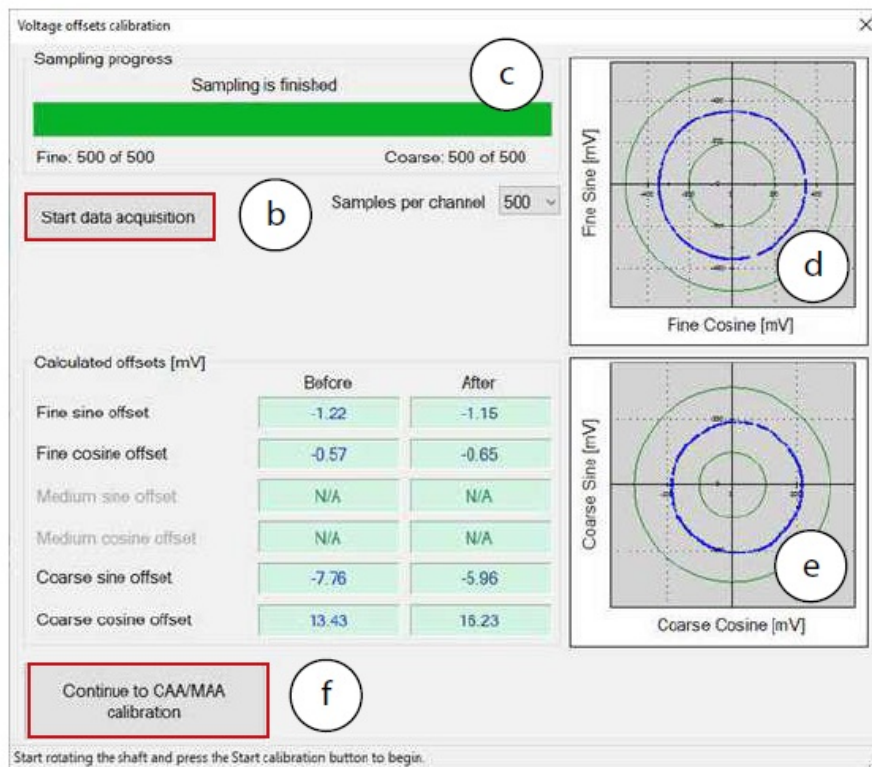 Voltage offsets calibration
Sampling progress
c
Sampling is finished
Fine: 500 of 500
Coarse: 500 of 500
Start data acquisition
b
Samples per channel
500
Fine Sine [mV]
d
Fine Cosine [mV]
Calculated offsets [mV]
Before
After
Fine sine offset
-1.22
-1.15
Fine cosine offset
-0.57
-0.65
Medium sine offset
N/A
N/A
Medium cosine offset
N/A
N/A
Coarse sine offset
-7.76
-5.96
Coarse cosine offset
13.43
16.23
Coarse Sine [mV]
e
Coarse Cosine [mV]
Continue to CAA/MAA
calibration
f
Start rotating the shaft and press the Start calibration button to begin.